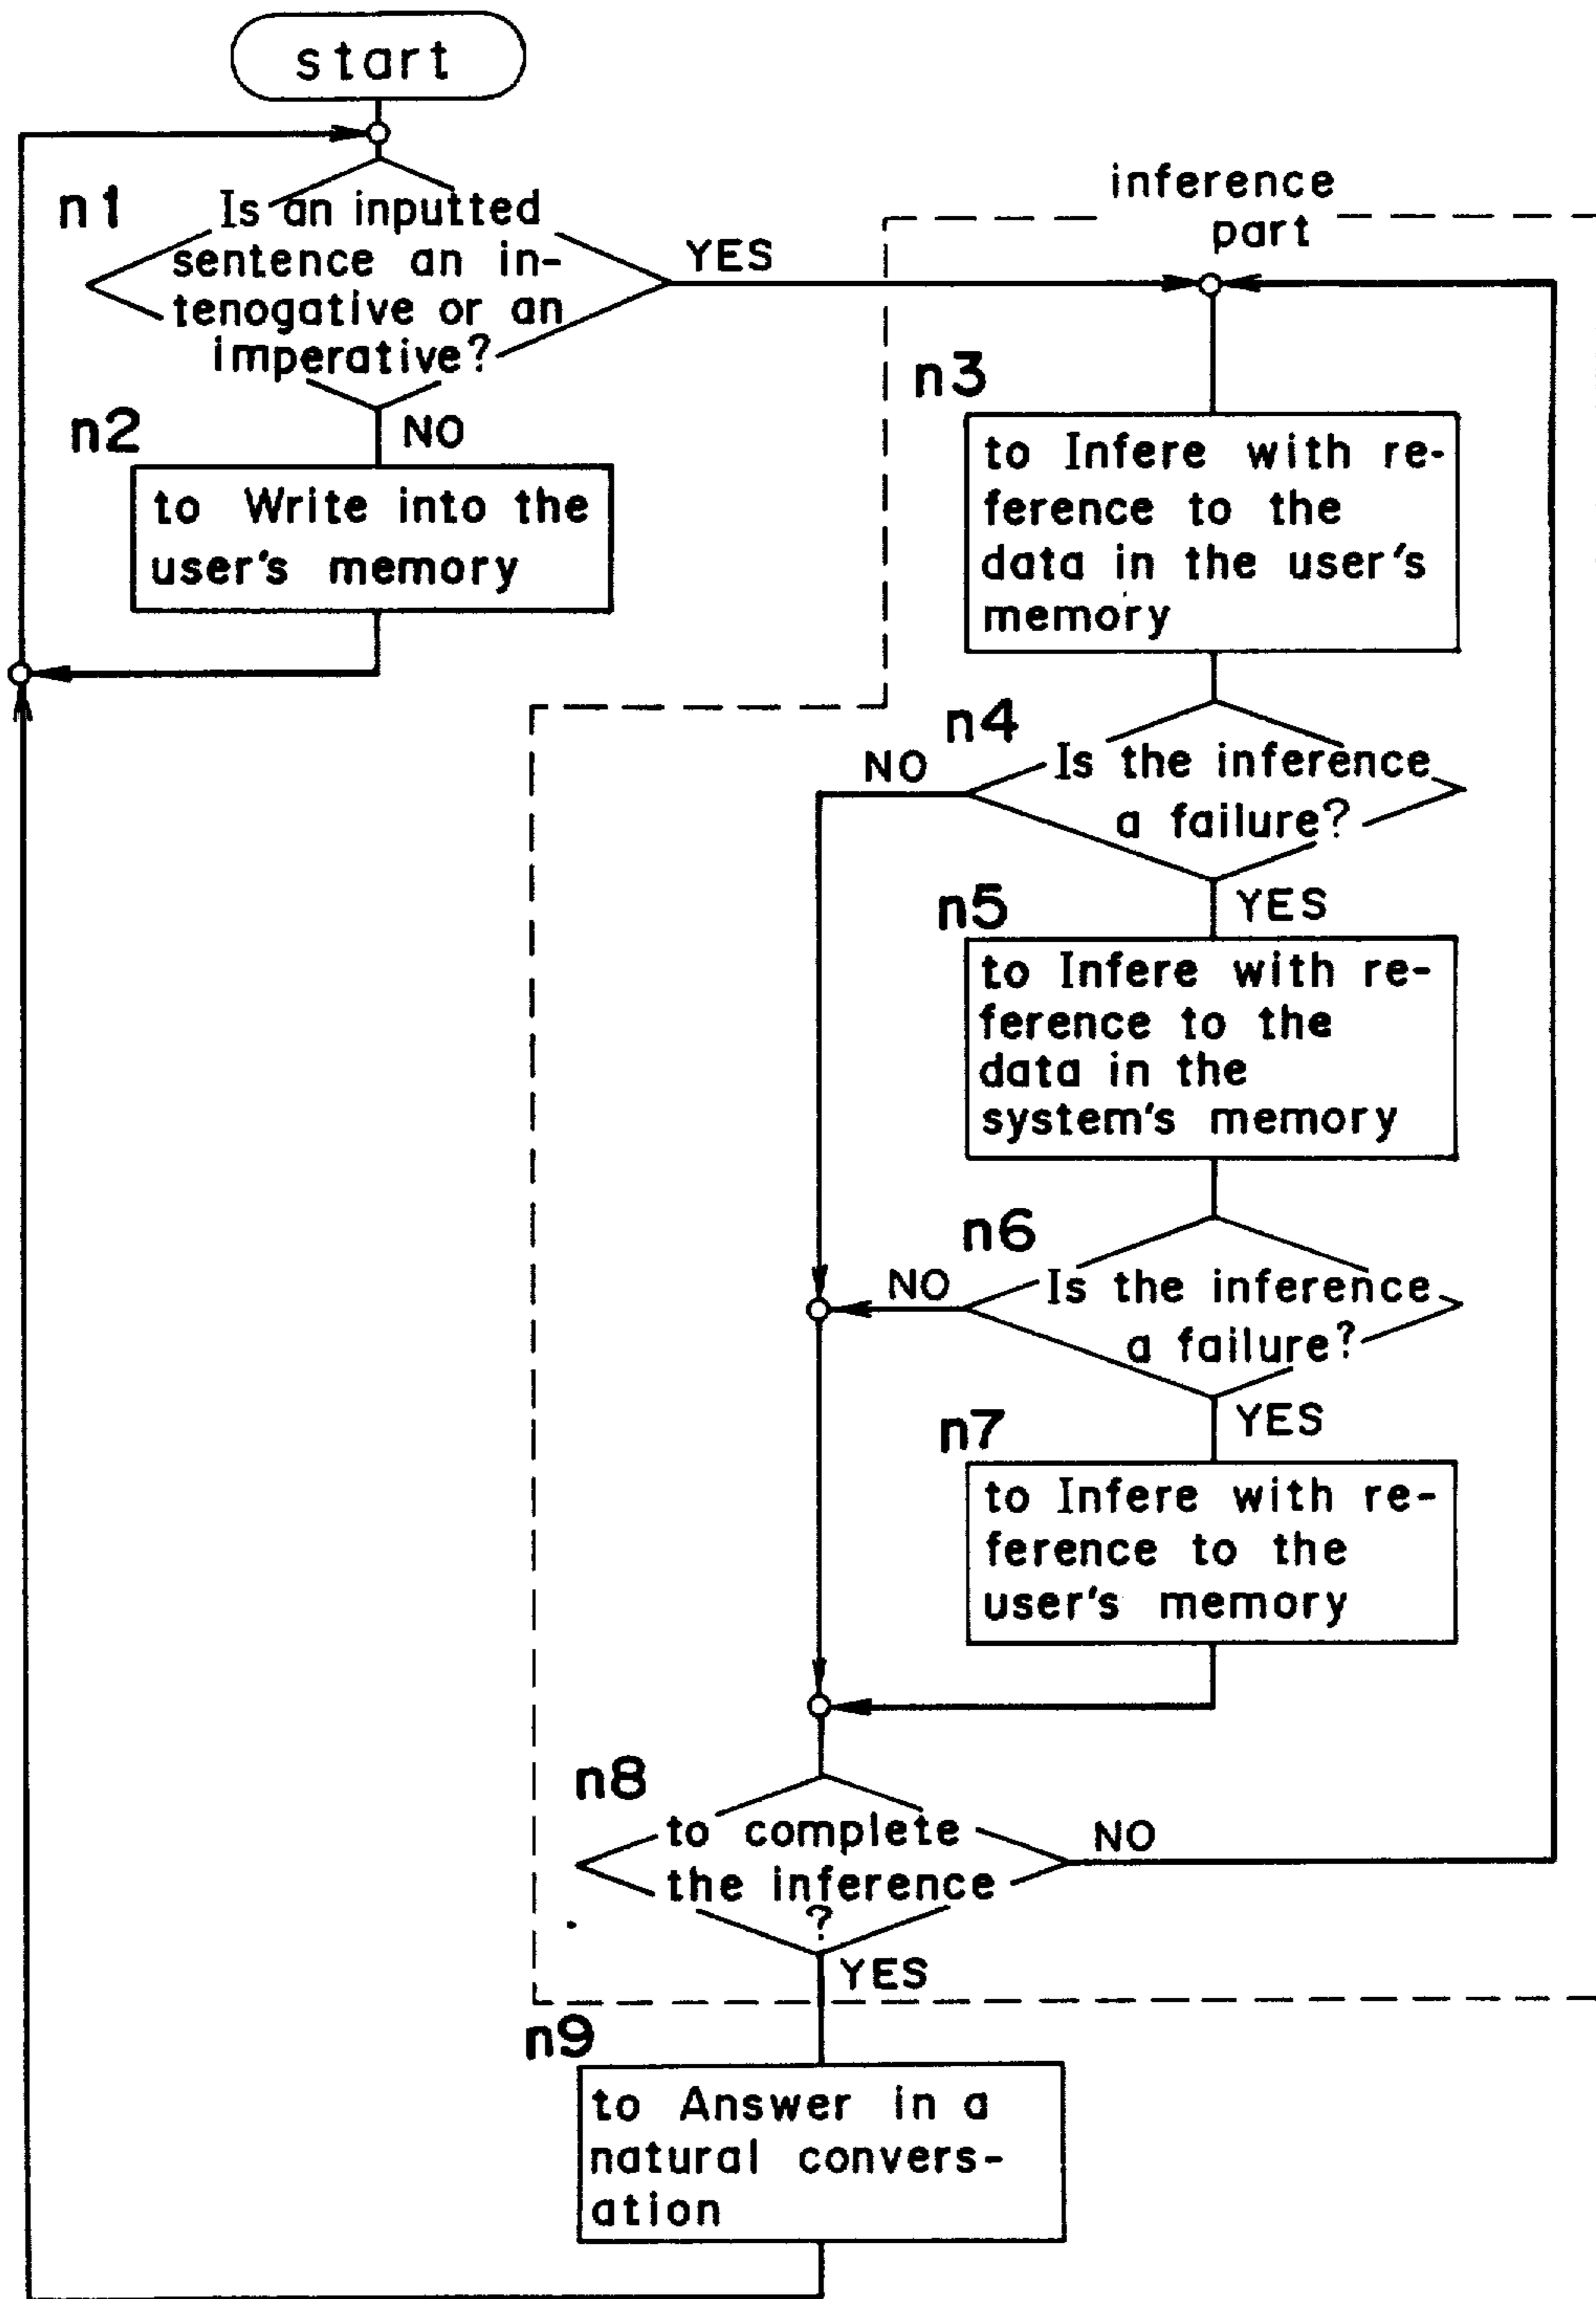 start
n1
Is an inputted
sentence an in-
tenogative or an
imperative?
YES
NO
n2
to Write into the
user's memory
inference
part
n3
to Infere with re-
ference to the
data in the user's
memory
n4
Is the inference
a failure?
NO
YES
n5
to Infere with re-
ference to the
data in the
system's memory
n6
Is the inference
a failure?
NO
YES
n7
to Infere with re-
ference to the
user's memory
n8
to complete
the inference
?
NO
YES
n9
to Answer in a
natural convers-
ation